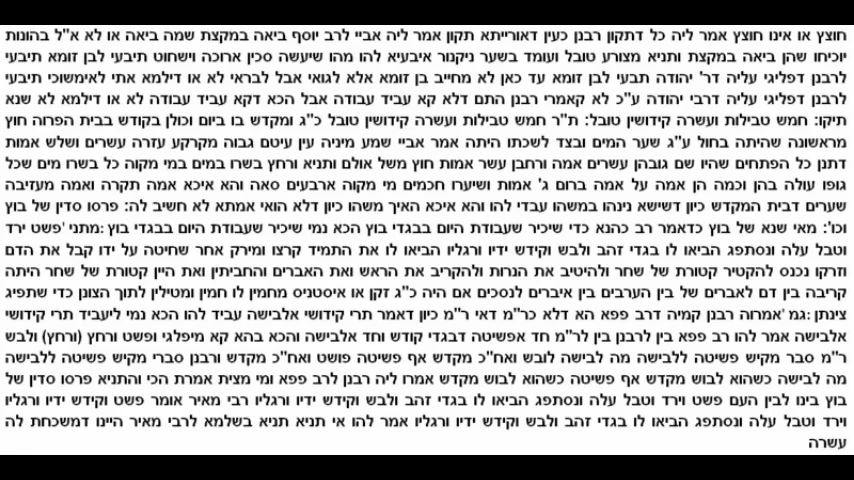 חוצץ או אינו חוצץ אמר ליה כל דתקון רבנן כעין דאורייתא תקון אמר ליה אביי לרב יוסף ביאה במקצת שמה ביאה או לא א"ל בהונות
יוכיחו שהן ביאה במקצת ותניא מצורע טובל ועומד בשער ניקנור איבעיא להו מהו שיעשה סכין ארוכה וישחוט תיבעי לבן זומא תיבעי
לרבנן דפליגי עליה דר' יהודה תבעי לבן זומא עד כאן לא מחייב בן זומא אלא לגואי אבל לבראי לא או דילמא אתי לאימשוכי תיבעי
לרבנן דפליגי עליה דרבי יהודה ע"כ לא קאמרי רבנן התם דלא קא עביד עבודה אבל הכא דקא עביד עבודה לא או דילמא לא שנא
תיקו: חמש טבילות ועשרה קידושין טובל: ת"ר חמש טבילות ועשרה קידושין טובל כ"ג ומקדש בו ביום וכולן בקודש בבית הפרוה חוץ
מראשונה שהיתה בחול ע"ג שער המים ובצד לשכתו היתה אמר אביי שמע מיניה עין עיטם גבוה מקרקע עזרה עשרים ושלש אמות
דתנן כל הפתחים שהיו שם גובהן עשרים אמה ורחבן עשר אמות חוץ משל אולם ותניא ורחץ בשרו במים במי מקוה כל בשרו מים שכל
גופו עולה בהן וכמה הן אמה על אמה ברום ג' אמות ושיערו חכמים מי מקוה ארבעים סאה והא איכא אמה תקרה ואמה מעזיבה
שערים דבית המקדש כיון דשישא נינהו במשהו עבדי להו והא איכא האיך משהו כיון דלא הואי אמתא לא חשיב לה: פרסו סדין של בוץ
וכו': מאי שנא של בוץ כדאמר רב כהנא כדי שיכיר שעבודת היום בבגדי בוץ הכא נמי שיכיר שעבודת היום בבגדי בוץ :מתני 'פשט ירד
וטבל עלה ונסתפג הביאו לו בגדי זהב ולבש וקידש ידיו ורגליו הביאו לו את התמיד קרצו ומירק אחר שחיטה על ידו קבל את הדם
וזרקו נכנס להקטיר קטורת של שחר ולהיטיב את הנרות ולהקריב את הראש ואת האברים והחביתין ואת היין קטורת של שחר היתה
קריבה בין דם לאברים של בין הערבים בין איברים לנסכים אם היה כ"ג זקן או איסטניס מחמין לו חמין ומטילין לתוך הצונן כדי שתפיג
צינתן :גמ 'אמרוה רבנן קמיה דרב פפא הא דלא כר"מ דאי ר"מ כיון דאמר תרי קידושי אלבישה עביד להו הכא נמי ליעביד תרי קידושי
אלבישה אמר להו רב פפא בין לרבנן בין לר"מ חד אפשיטה דבגדי קודש וחד אלבישה והכא בהא קא מיפלגי ופשט ורחץ (ורחץ) ולבש
ר"מ סבר מקיש פשיטה ללבישה מה לבישה לובש ואח"כ מקדש אף פשיטה פושט ואח"כ מקדש ורבנן סברי מקיש פשיטה ללבישה
מה לבישה כשהוא לבוש מקדש אף פשיטה כשהוא לבוש מקדש אמרו ליה רבנן לרב פפא ומי מצית אמרת הכי והתניא פרסו סדין של
בוץ בינו לבין העם פשט וירד וטבל עלה ונסתפג הביאו לו בגדי זהב ולבש וקידש ידיו ורגליו רבי מאיר אומר פשט וקידש ידיו ורגליו
וירד וטבל עלה ונסתפג הביאו לו בגדי זהב ולבש וקידש ידיו ורגליו אמר להו אי תניא תניא בשלמא לרבי מאיר היינו דמשכחת לה
עשרה